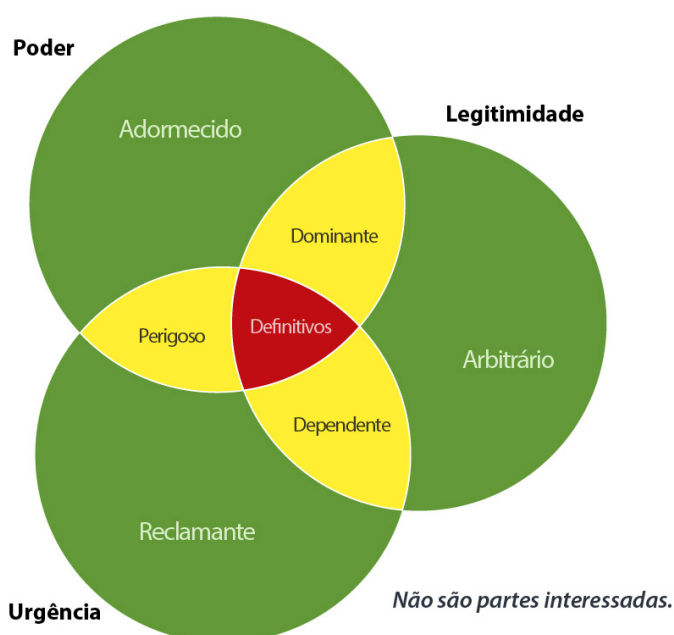 Poder
Adormecido
Legitimidade
Dominante
Perigoso
Definitivos
Arbitrário
Dependente
Reclamante
Não são partes interessadas.
Urgência